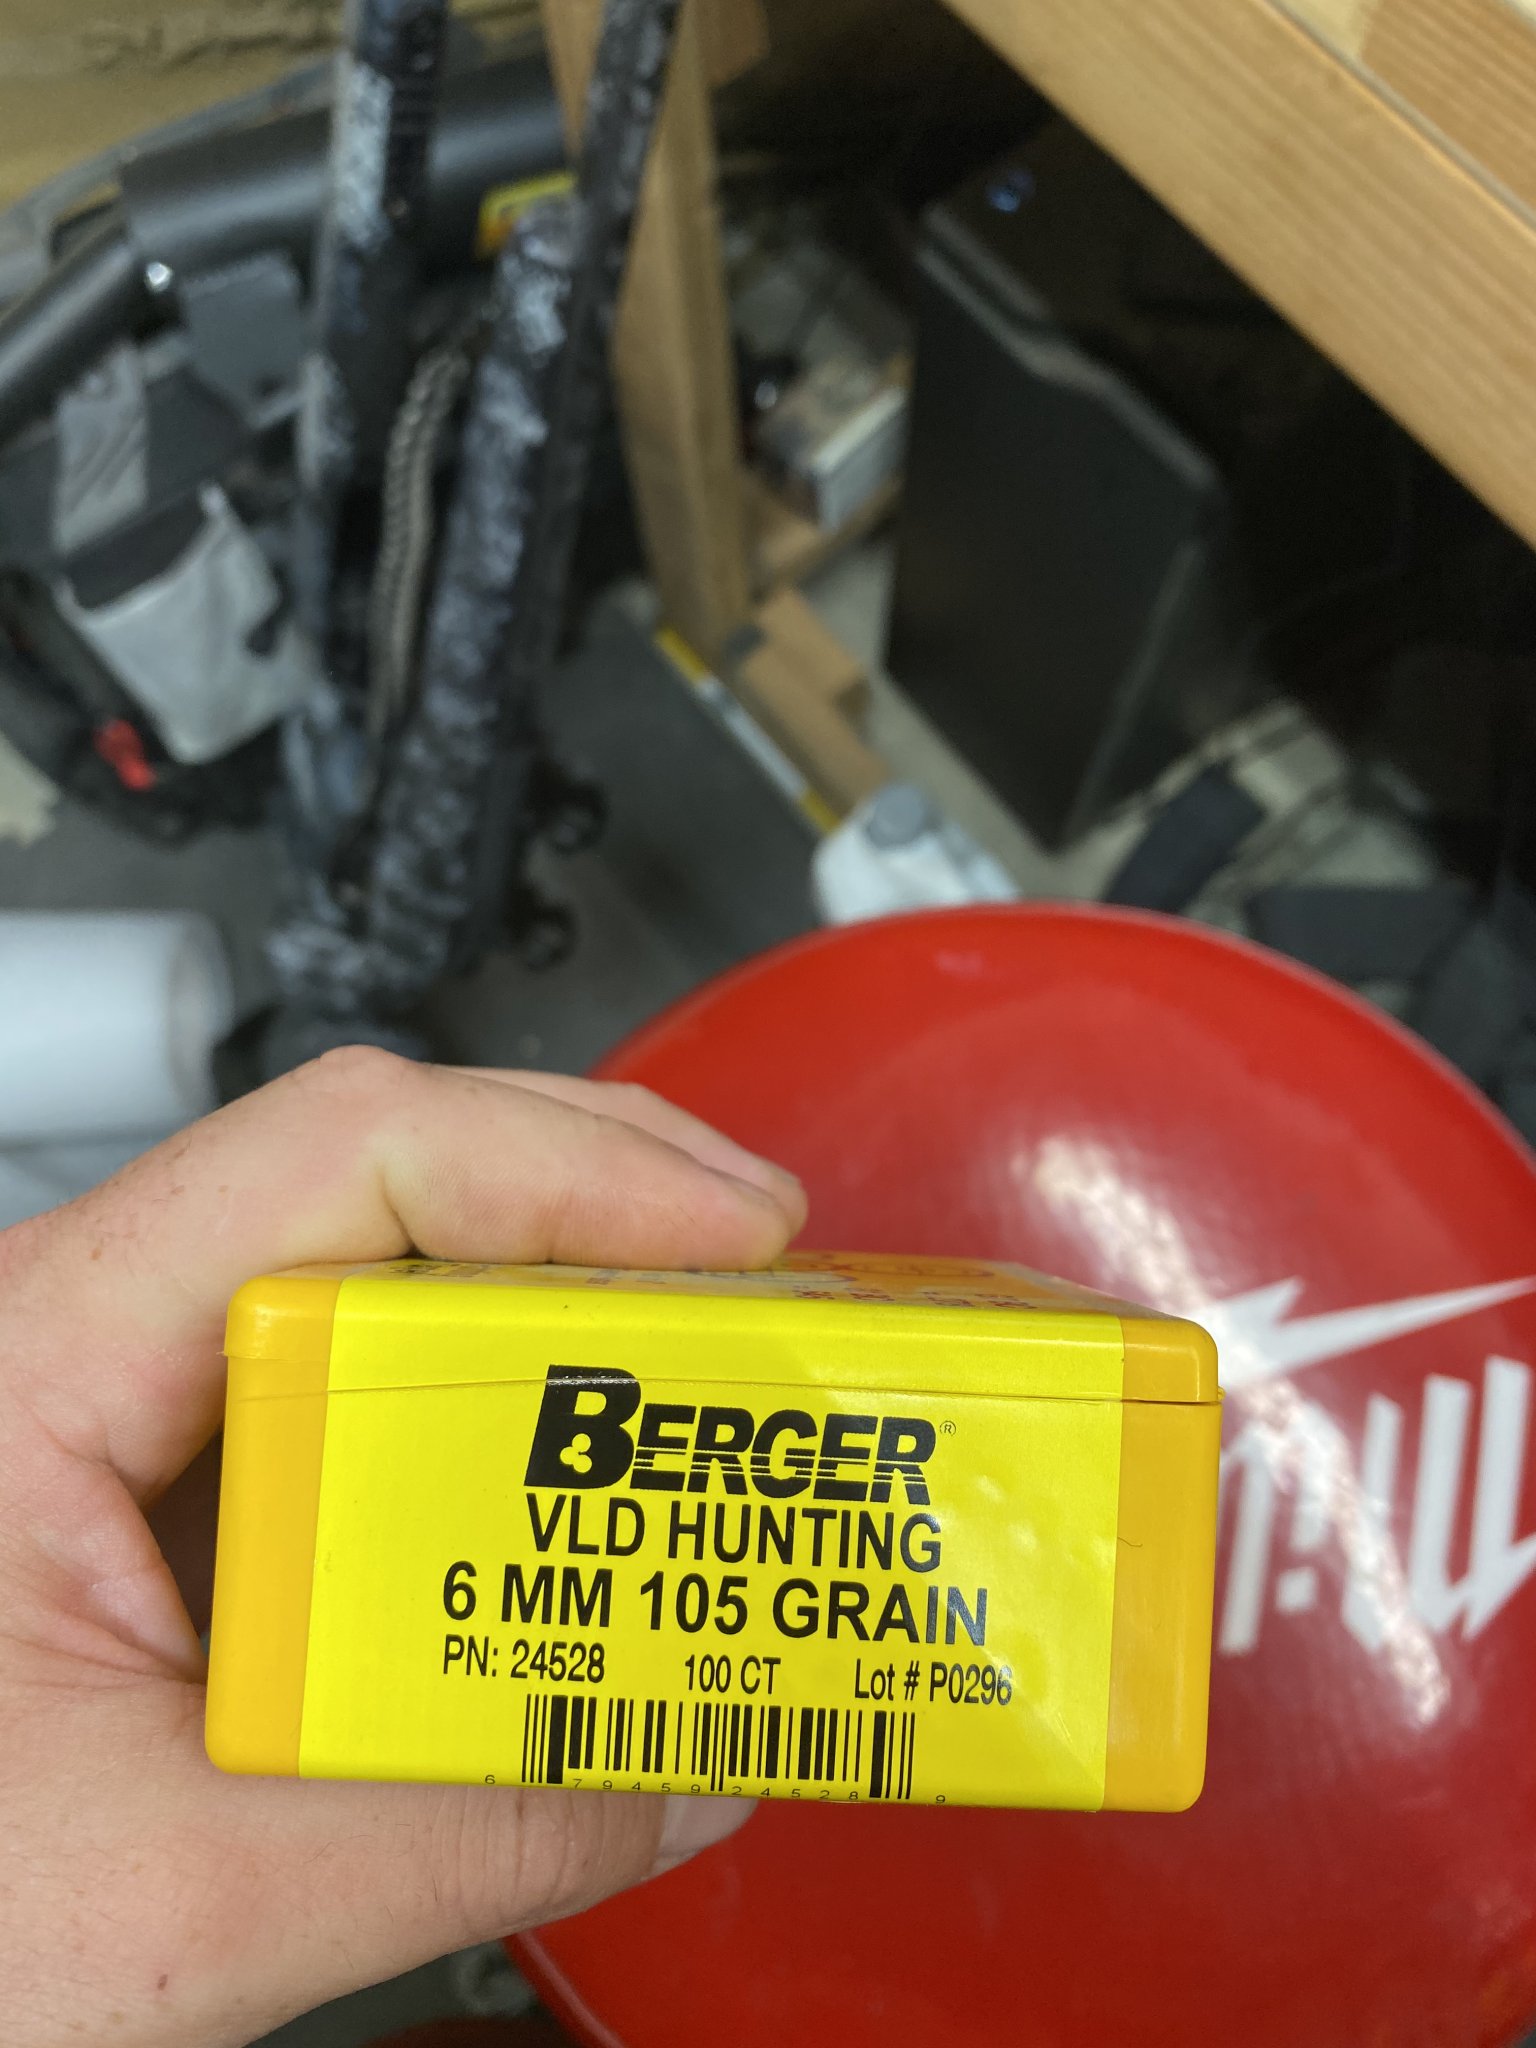 BERGER®
VLD HUNTING
6 MM 105 GRAIN
PN: 24528 100 CT Lot # P0296
6 79459 24528 9